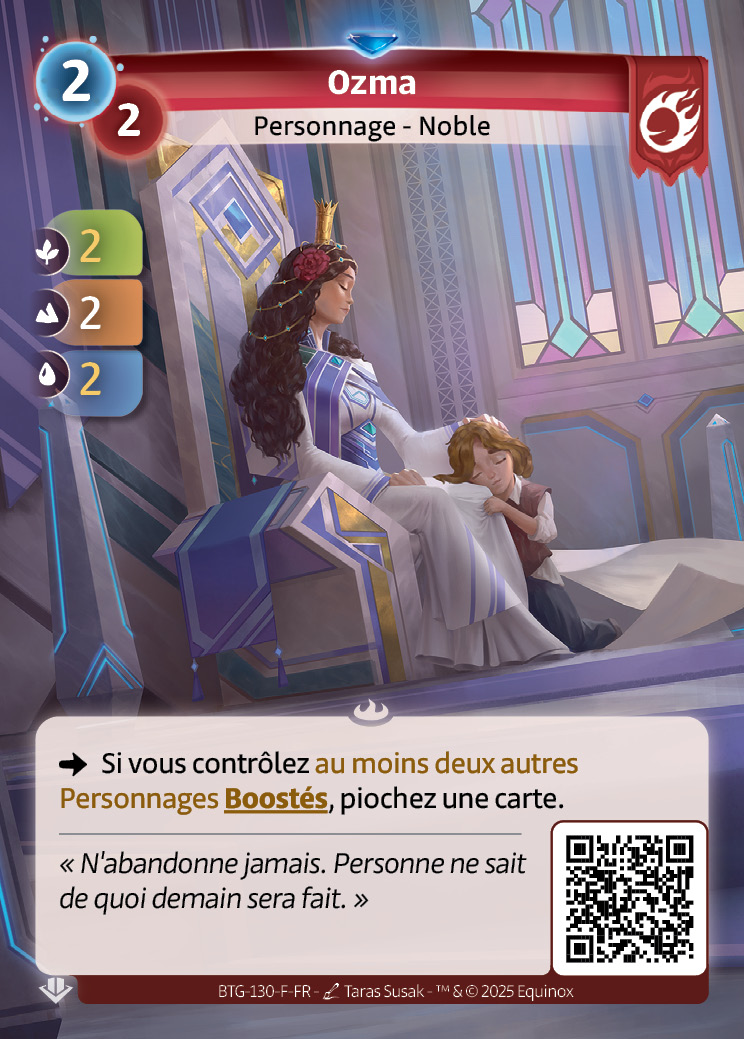 2
Ozma
2
Personnage - Noble
2
2
2
Si vous contrôlez au moins deux autres
Personnages Boostés, piochez une carte.
« N'abandonne jamais. Personne ne sait
de quoi demain sera fait. »
BTG-130-F-FR - Taras Susak - ™ & © 2025 Equinox